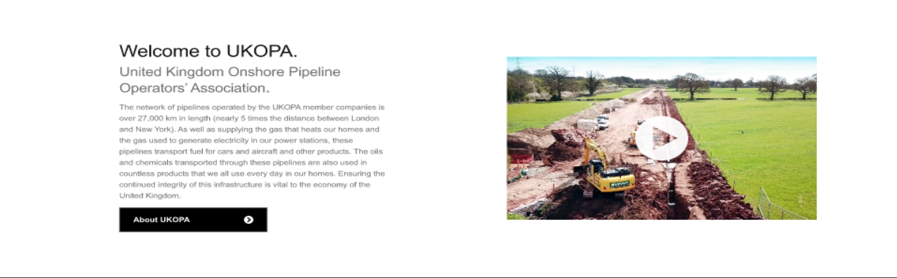 Welcome to UKOPA.
United Kingdom Onshore Pipeline
Operators' Association.
The network of pipelines operated by the UKOPA member companies is
over 27,000 km in length (nearly 5 times the distance between London
and New York). As well as supplying the gas that heats our homes and
the gas used to generate electricity in our power stations, these
pipelines transport fuel for cars and aircraft and other products. The oils
and chemicals transported through these pipelines are also used in
countless products that we all use every day in our homes. Ensuring the
continued integrity of this infrastructure is vital to the economy of the
United Kingdom.
About UKOPA